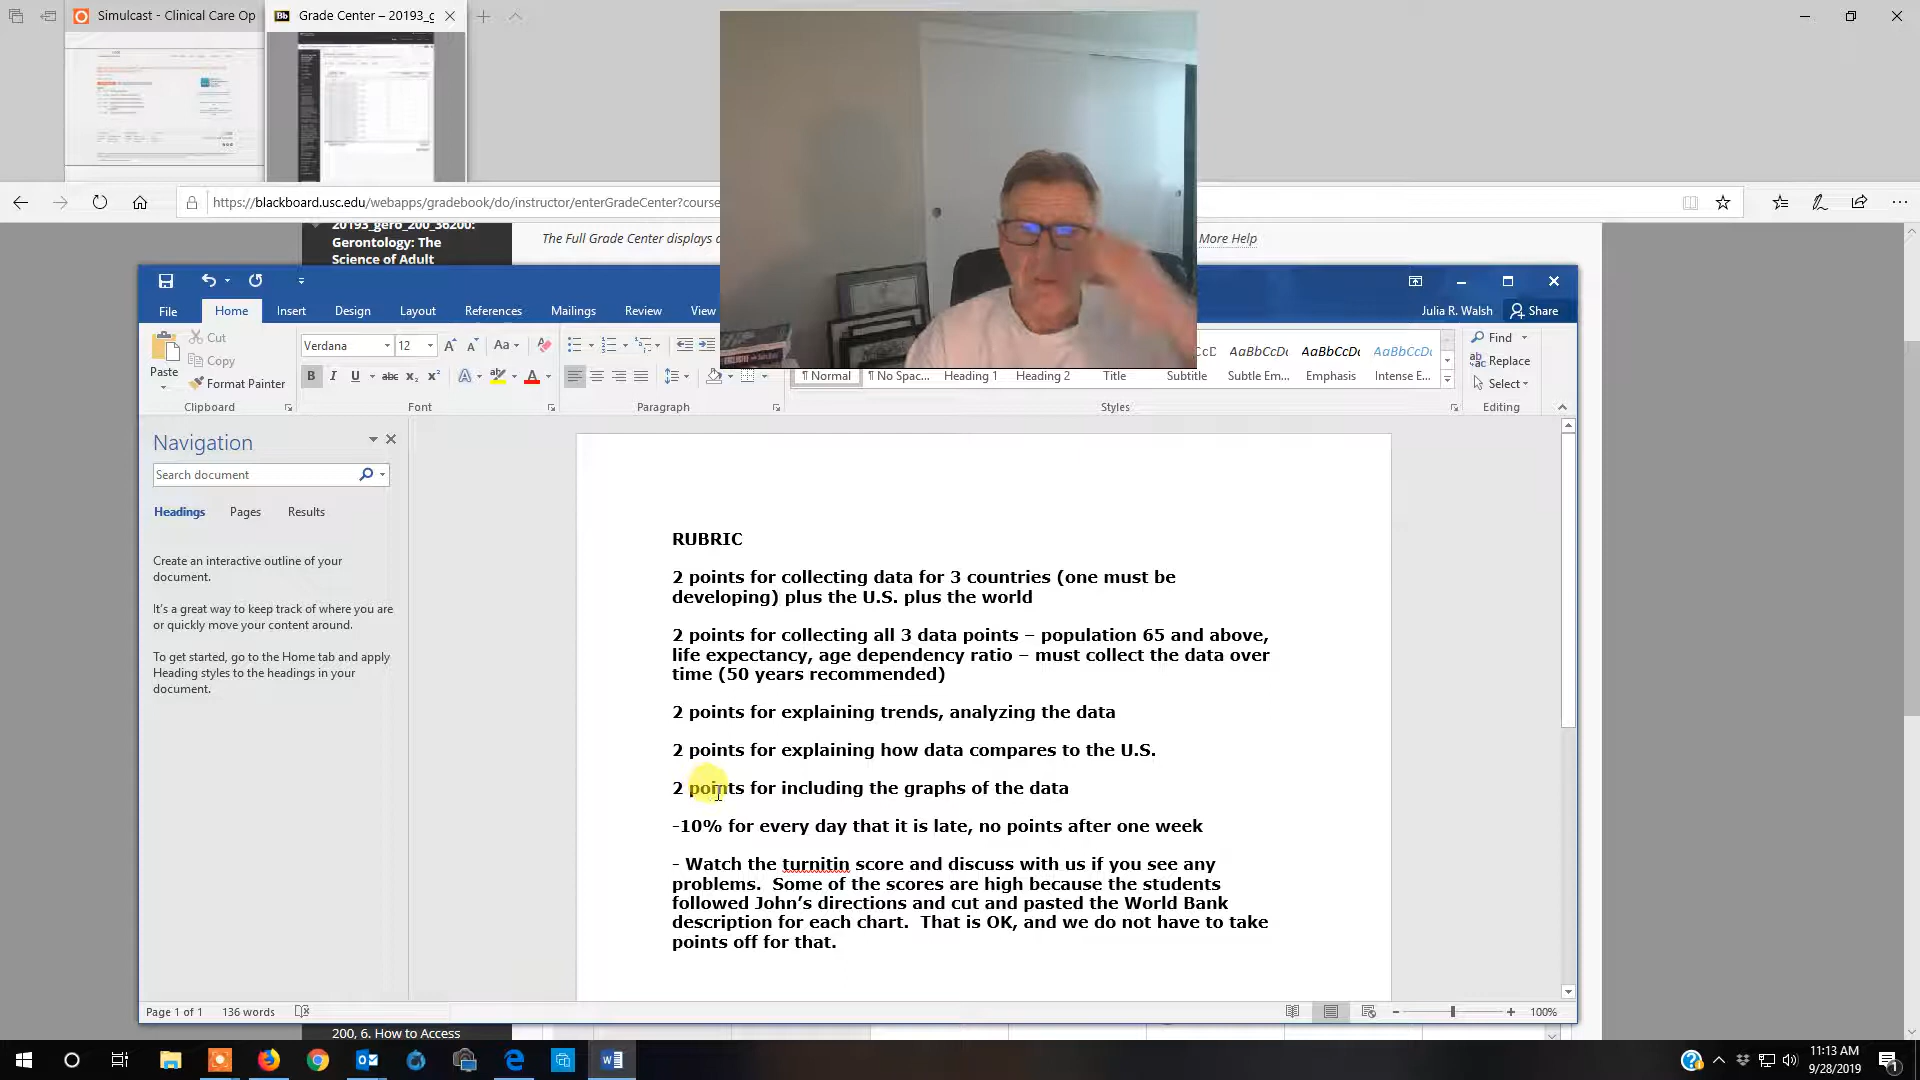 Simulcast - Clinical Care Op
Bb Grade Center – 20193_g
https://blackboard.usc.edu/webapps/gradebook/do/instructor/enterGradeCenter?course
20193_gero_200_36200:
Gerontology: The
Science of Adult
The Full Grade Center displays
More Help
Julia R. Walsh
Share
File
Home
Insert
Design
Layout
References
Mailings
Review
View
Paste
Cut
Copy
Format Painter
Clipboard
Verdana
12
Font
Paragraph
AaBbCcDc
AaBbCcDc
AaBbCcDc
¶ Normal
¶ No Spac...
Heading 1
Heading 2
Title
Subtitle
Subtle Em...
Emphasis
Intense E...
Styles
Find
Replace
Select
Editing
Navigation
Search document
Headings
Pages
Results
Create an interactive outline of your
document.
It's a great way to keep track of where you are
or quickly move your content around.
To get started, go to the Home tab and apply
Heading styles to the headings in your
document.
RUBRIC
2 points for collecting data for 3 countries (one must be
developing) plus the U.S. plus the world
2 points for collecting all 3 data points – population 65 and above,
life expectancy, age dependency ratio – must collect the data over
time (50 years recommended)
2 points for explaining trends, analyzing the data
2 points for explaining how data compares to the U.S.
2 points for including the graphs of the data
-10% for every day that it is late, no points after one week
- Watch the turnitin score and discuss with us if you see any
problems.  Some of the scores are high because the students
followed John's directions and cut and pasted the World Bank
description for each chart.  That is OK, and we do not have to take
points off for that.
Page 1 of 1
136 words
100%
200, 6. How to Access
11:13 AM
9/28/2019